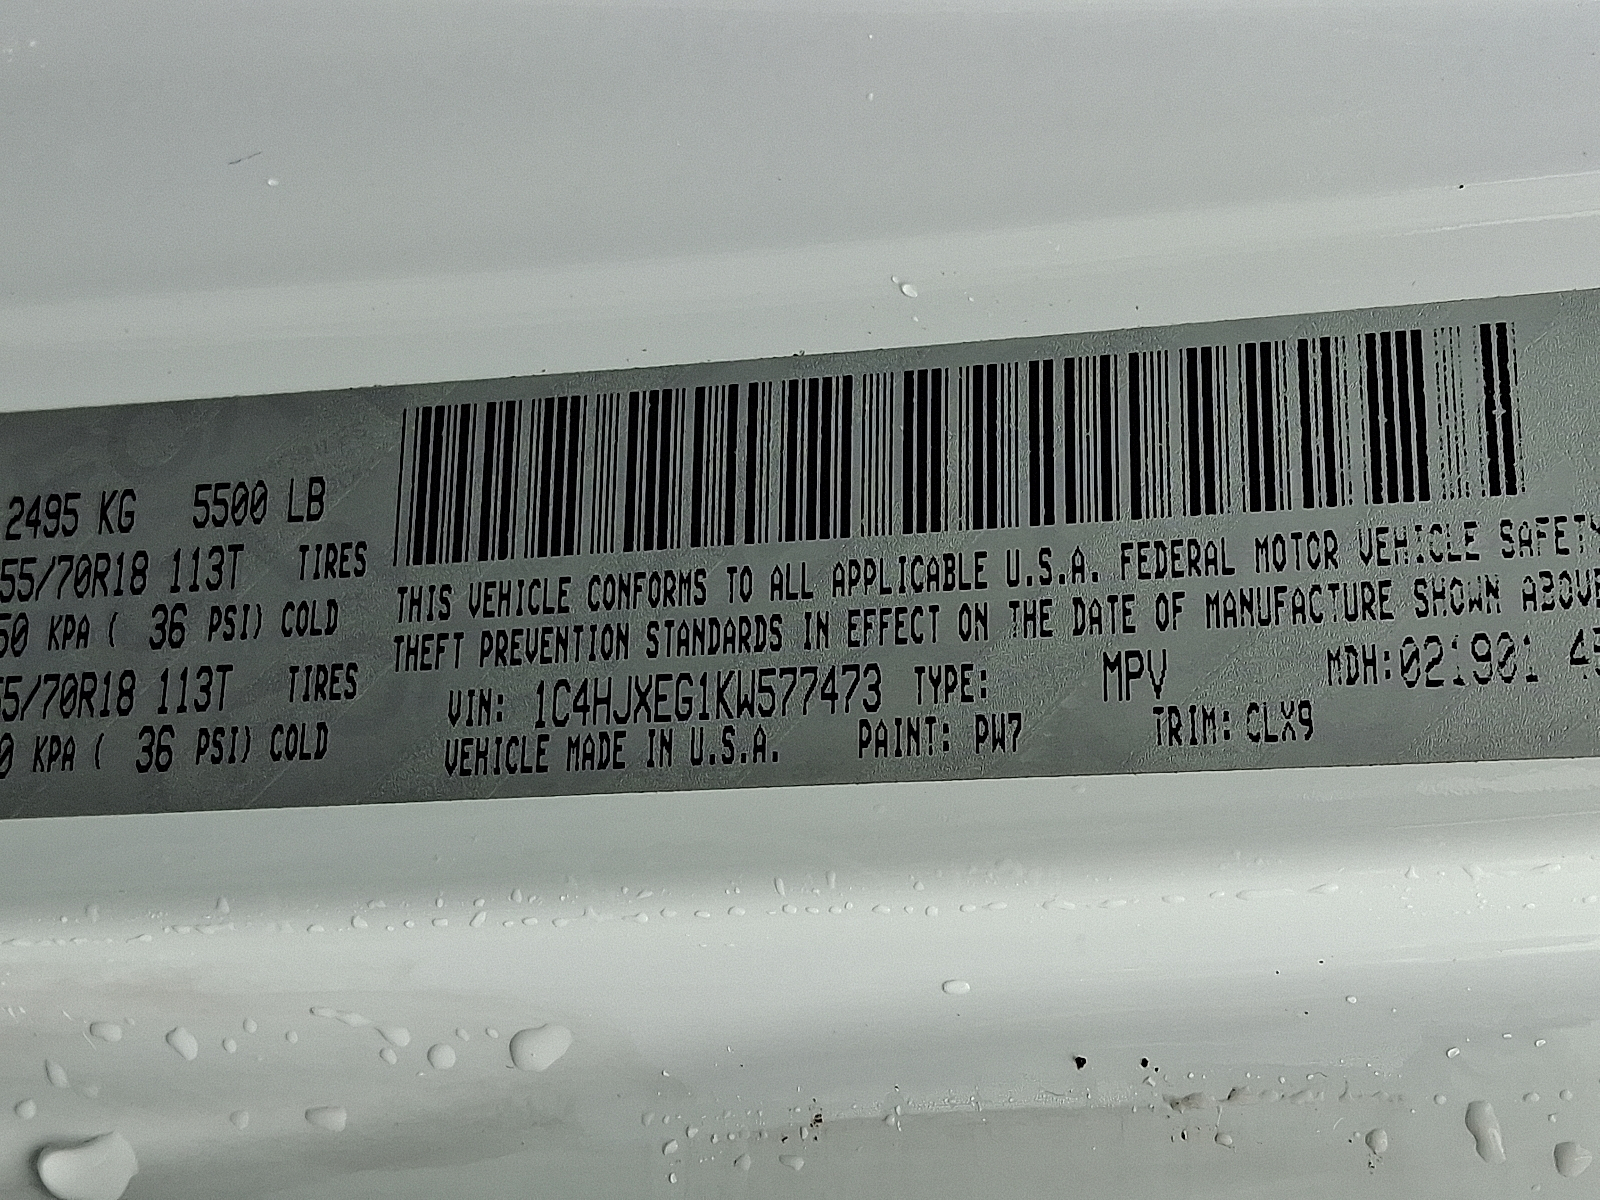 2495 KG 5500 LB
55/70R18 113T TIRES
50 KPA ( 36 PSI) COLD
55/70R18 113T TIRES
0 KPA ( 36 PSI) COLD
THIS VEHICLE CONFORMS TO ALL APPLICABLE U.S.A. FEDERAL MOTOR VEHICLE SAFETY
THEFT PREVENTION STANDARDS IN EFFECT ON THE DATE OF MANUFACTURE SHOWN ABOVE
VIN: 1C4HJXEG1KW577473 TYPE: MPV MDH:021901
VEHICLE MADE IN U.S.A. PAINT: PW7 TRIM: CLX9